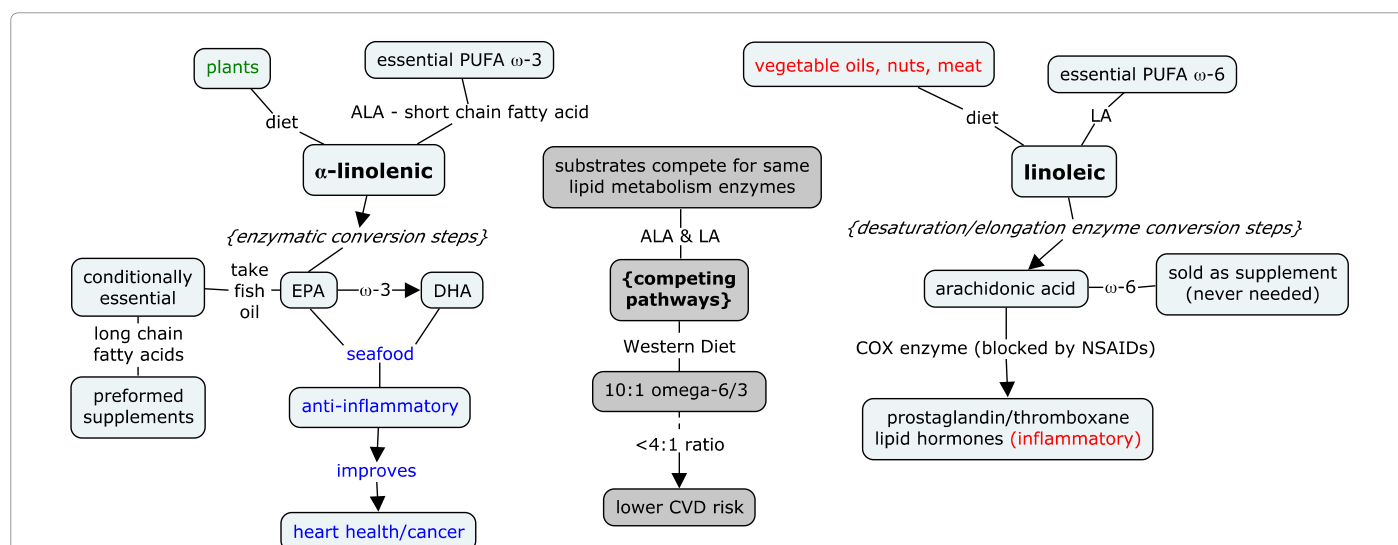 plants
essential PUFA ω-3
diet
ALA - short chain fatty acid
α-linolenic
{enzymatic conversion steps}
conditionally
essential
take
fish
oil
EPA
ω-3
DHA
long chain
fatty acids
preformed
supplements
seafood
anti-inflammatory
improves
heart health/cancer
substrates compete for same
lipid metabolism enzymes
ALA & LA
{competing
pathways}
Western Diet
10:1 omega-6/3
<4:1 ratio
lower CVD risk
vegetable oils, nuts, meat
essential PUFA ω-6
diet
LA
linoleic
{desaturation/elongation enzyme conversion steps}
arachidonic acid
ω-6
sold as supplement
(never needed)
COX enzyme (blocked by NSAIDs)
prostaglandin/thromboxane
lipid hormones (inflammatory)